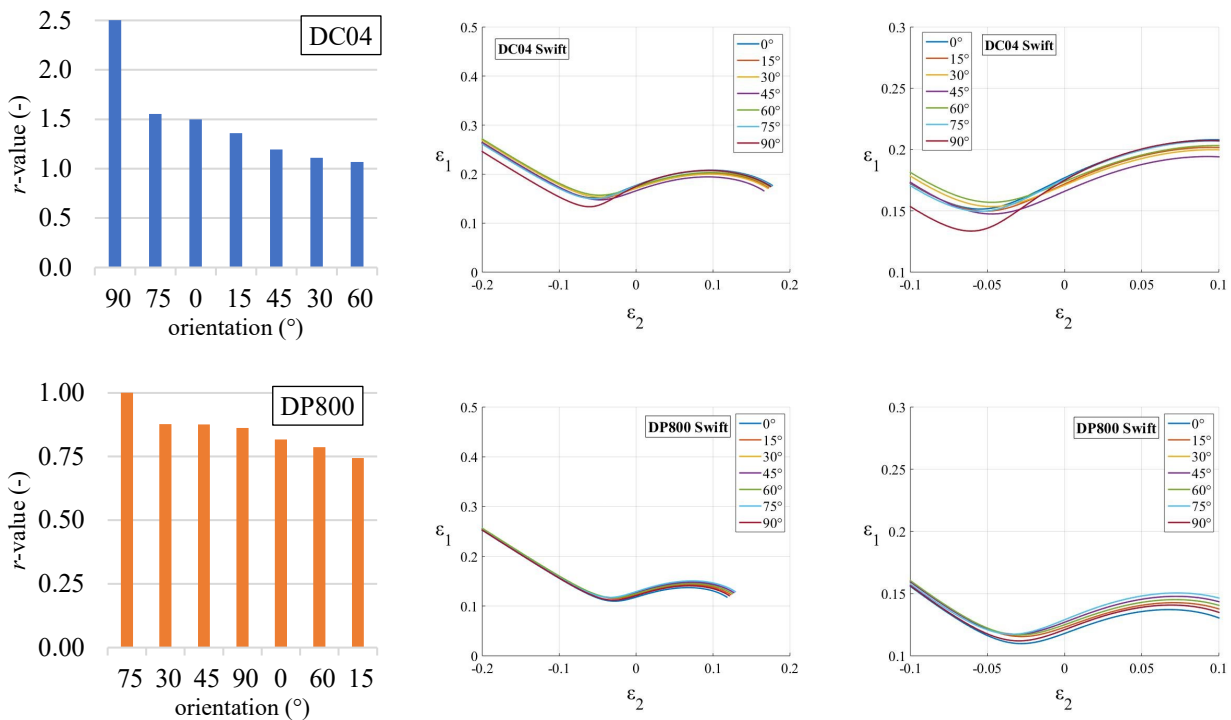 DC04
r-value (-)
2.5
2.0
1.5
1.0
0.5
0.0
90 75 0 15 45 30 60
orientation (°)
DC04 Swift
0°
15°
30°
45°
60°
75°
90°
ε1
0.5
0.4
0.3
0.2
0.1
0
-0.2 -0.1 0 0.1 0.2
ε2
0°
15°
30°
45°
60°
75°
90°
DC04 Swift
ε1
0.3
0.25
0.2
0.15
0.1
-0.1 -0.05 0 0.05 0.1
ε2
DP800
r-value (-)
1.00
0.75
0.50
0.25
0.00
75 30 45 90 0 60 15
orientation (°)
DP800 Swift
0°
15°
30°
45°
60°
75°
90°
ε1
0.5
0.4
0.3
0.2
0.1
0
-0.2 -0.1 0 0.1 0.2
ε2
DP800 Swift
0°
15°
30°
45°
60°
75°
90°
ε1
0.3
0.25
0.2
0.15
0.1
-0.1 -0.05 0 0.05 0.1
ε2